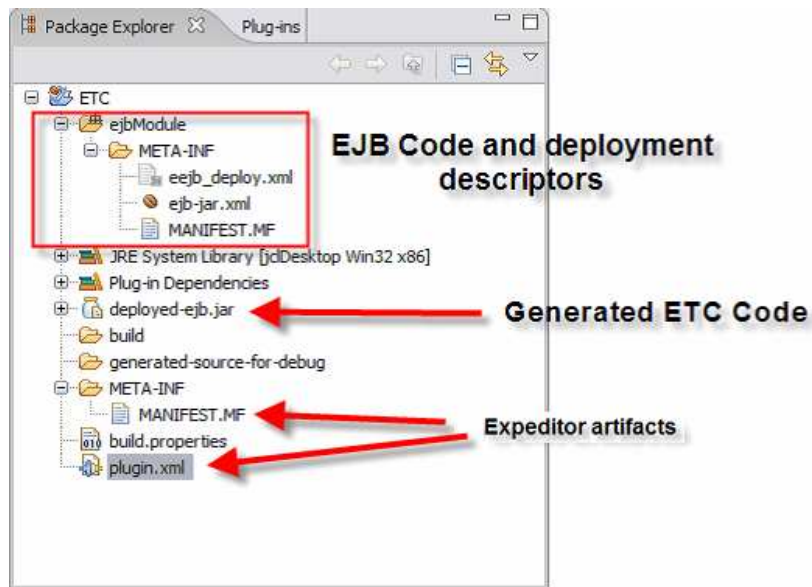 Package Explorer Plug-ins
ETC
ejbModule
META-INF
eejb_deploy.xml
ejb-jar.xml
MANIFEST.MF
EJB Code and deployment
descriptors
JRE System Library [jclDesktop Win32 x86]
Plug-in Dependencies
deployed-ejb.jar
Generated ETC Code
build
generated-source-for-debug
META-INF
MANIFEST.MF
Expeditor artifacts
build.properties
plugin.xml